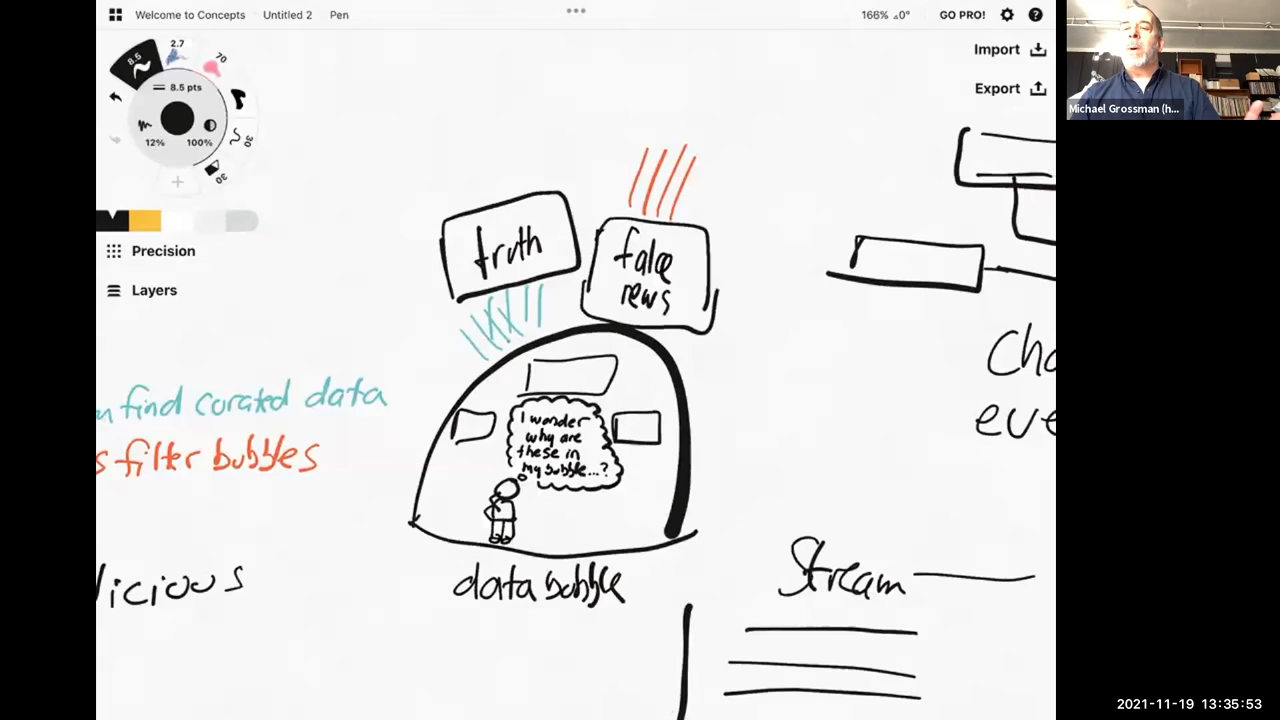 Welcome to Concepts
Untitled 2
Pen
166% ⊿0°
GO PRO!
Import
Export
8.5
2.7
70
8.5 pts
12%
100%
30
30
Precision
Layers
Michael Grossman (h...
truth
fake
news
I wonder
why are
these in
my bubble...?
find curated data
s filter bubbles
licious
data bubble
Cha
eve
Stream
2021-11-19 13:35:53